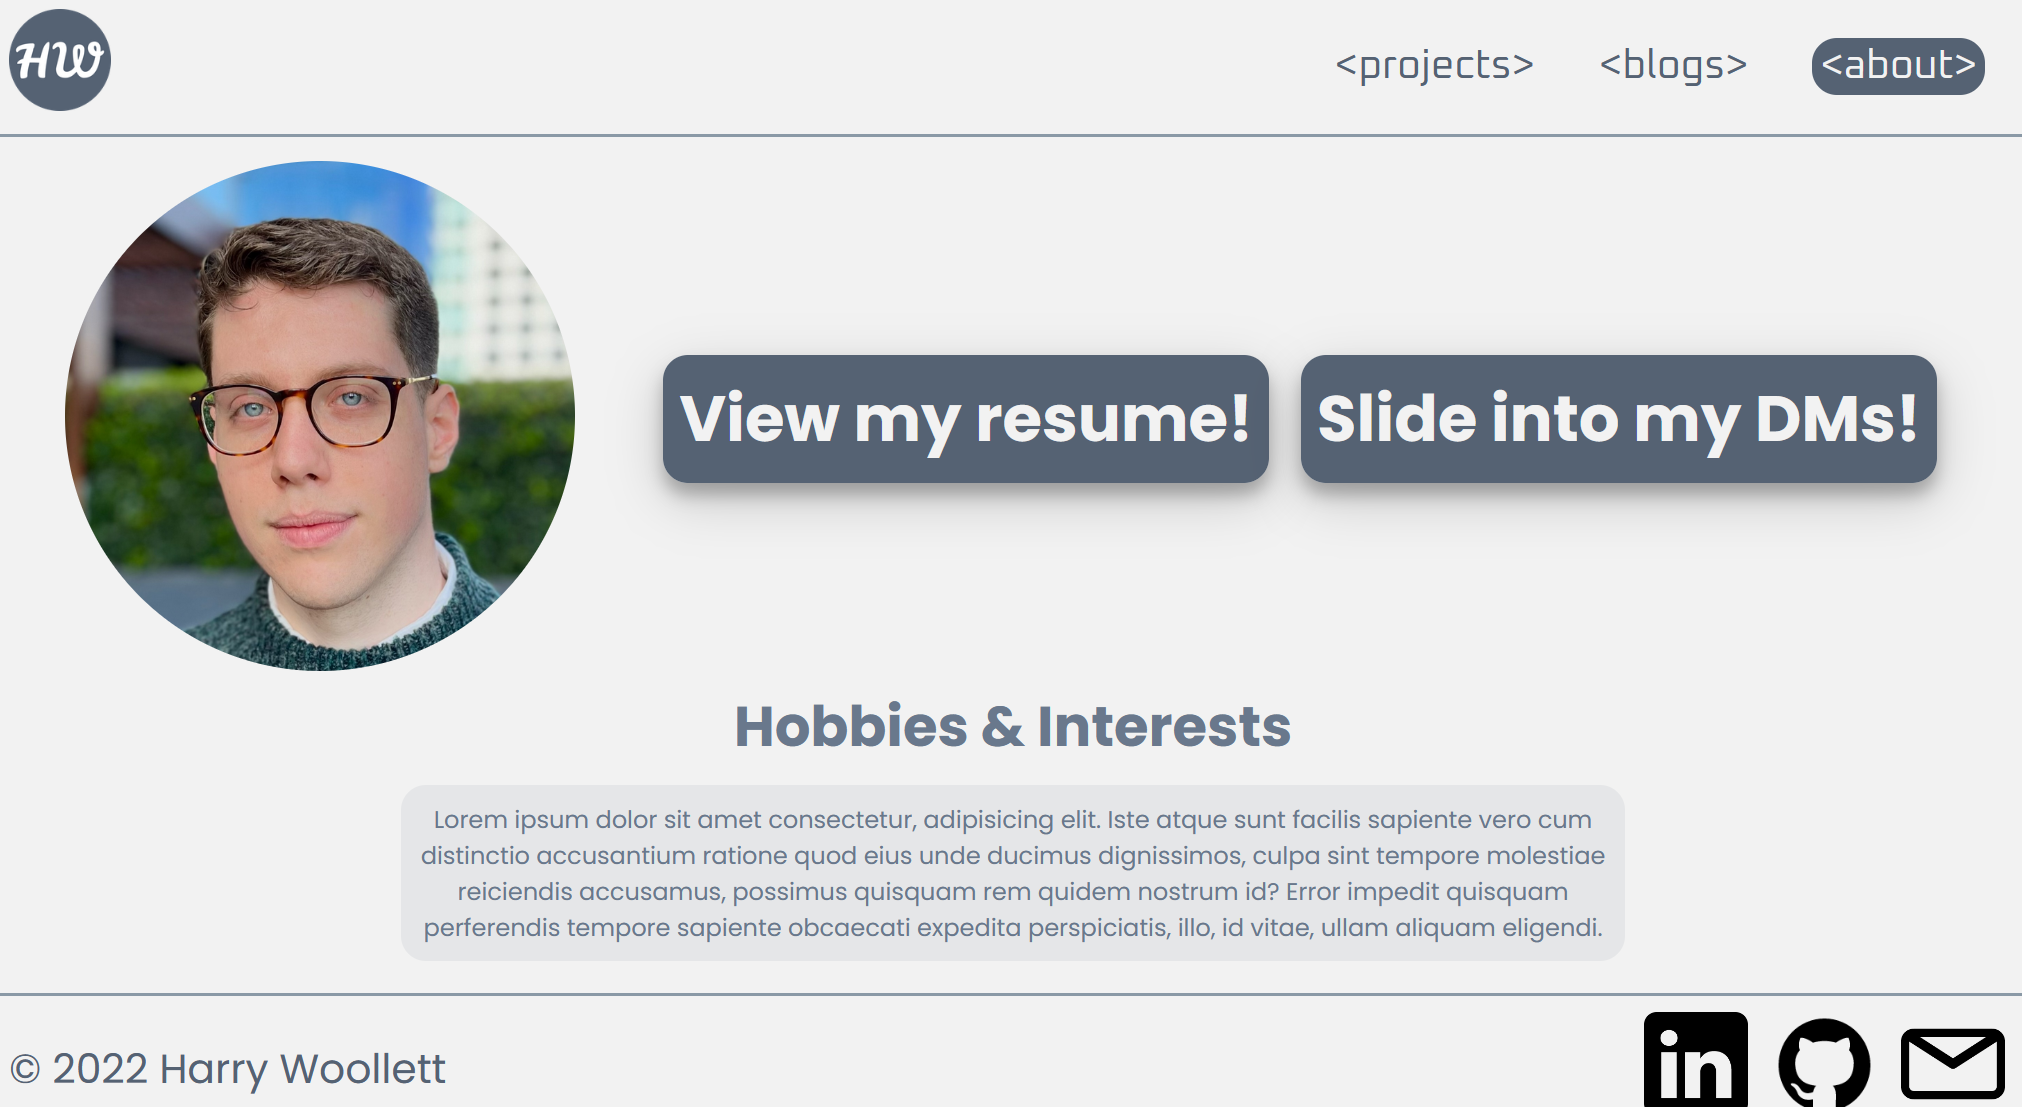 HW
<projects> <blogs> <about>
View my resume! Slide into my DMs!
Hobbies & Interests
Lorem ipsum dolor sit amet consectetur, adipisicing elit. Iste atque sunt facilis sapiente vero cum
distinctio accusantium ratione quod eius unde ducimus dignissimos, culpa sint tempore molestiae
reiciendis accusamus, possimus quisquam rem quidem nostrum id? Error impedit quisquam
perferendis tempore sapiente obcaecati expedita perspiciatis, illo, id vitae, ullam aliquam eligendi.
© 2022 Harry Woollett
in